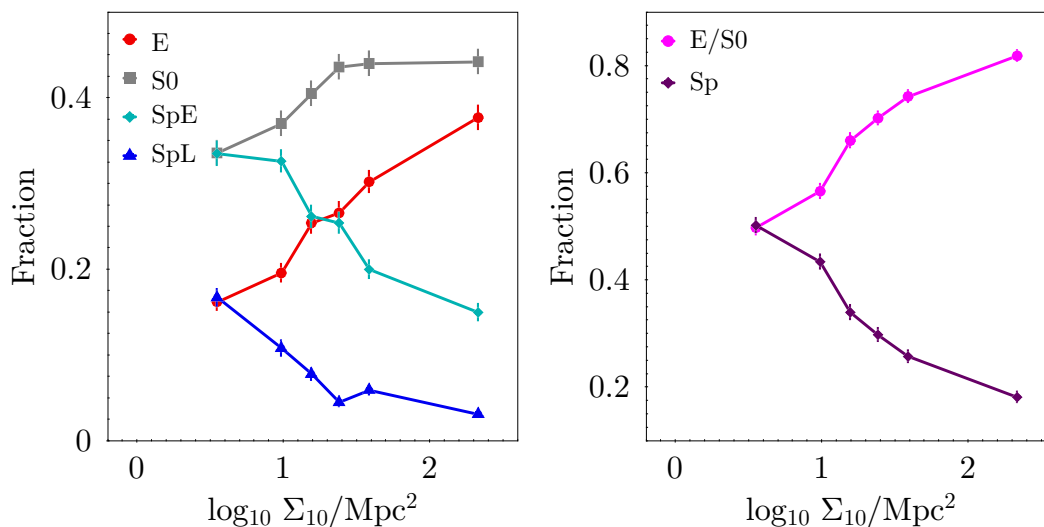 E
S0
SpE
SpL
0.4
0.2
0
Fraction
0
1
2
log₁₀ Σ₁₀/Mpc²
E/S0
Sp
0.8
0.6
0.4
0.2
Fraction
0
1
2
log₁₀ Σ₁₀/Mpc²